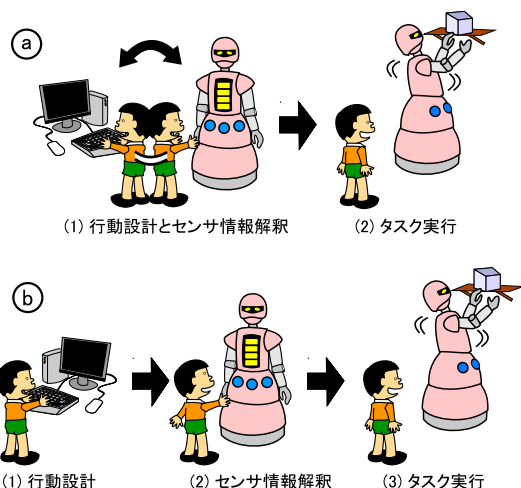 a
(1) 行動設計とセンサ情報解釈
(2) タスク実行
b
(1) 行動設計
(2) センサ情報解釈
(3) タスク実行